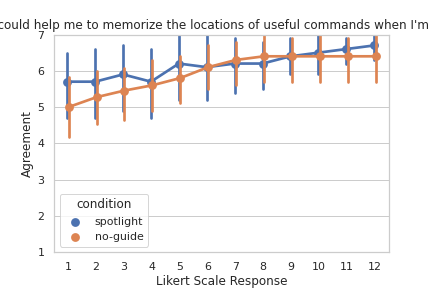 could help me to memorize the locations of useful commands when I'm
7
6
5
4
3
2
1
Agreement
condition
spotlight
no-guide
1 2 3 4 5 6 7 8 9 10 11 12
Likert Scale Response